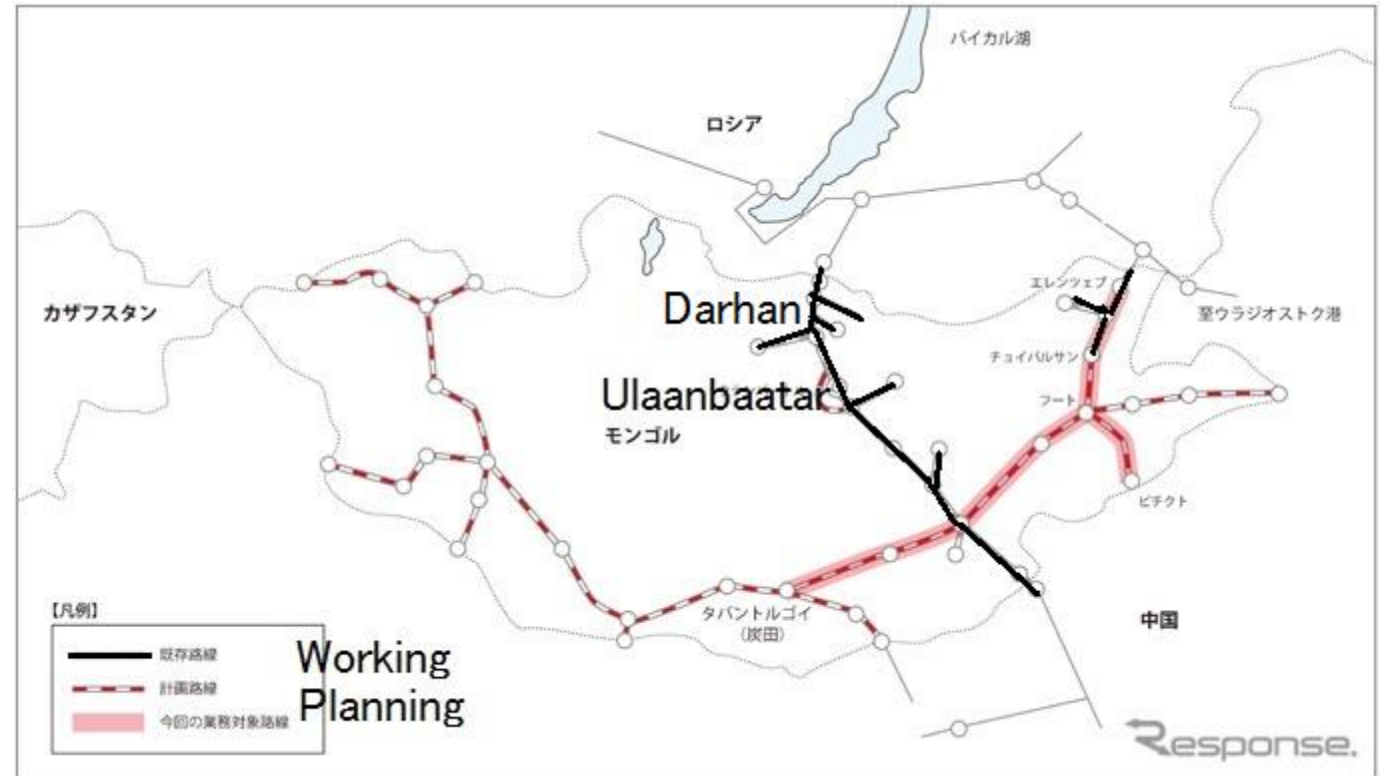 バイカル湖
ロシア
カザフスタン
Darhan
エレンツェブ
至ウラジオストク港
チョイバルサン
Ulaanbaatar
フート
モンゴル
ビチクト
タバントルゴイ
(炭田)
中国
【凡例】
既存路線
Working
計画路線
Planning
今回の業務対象路線
Response.